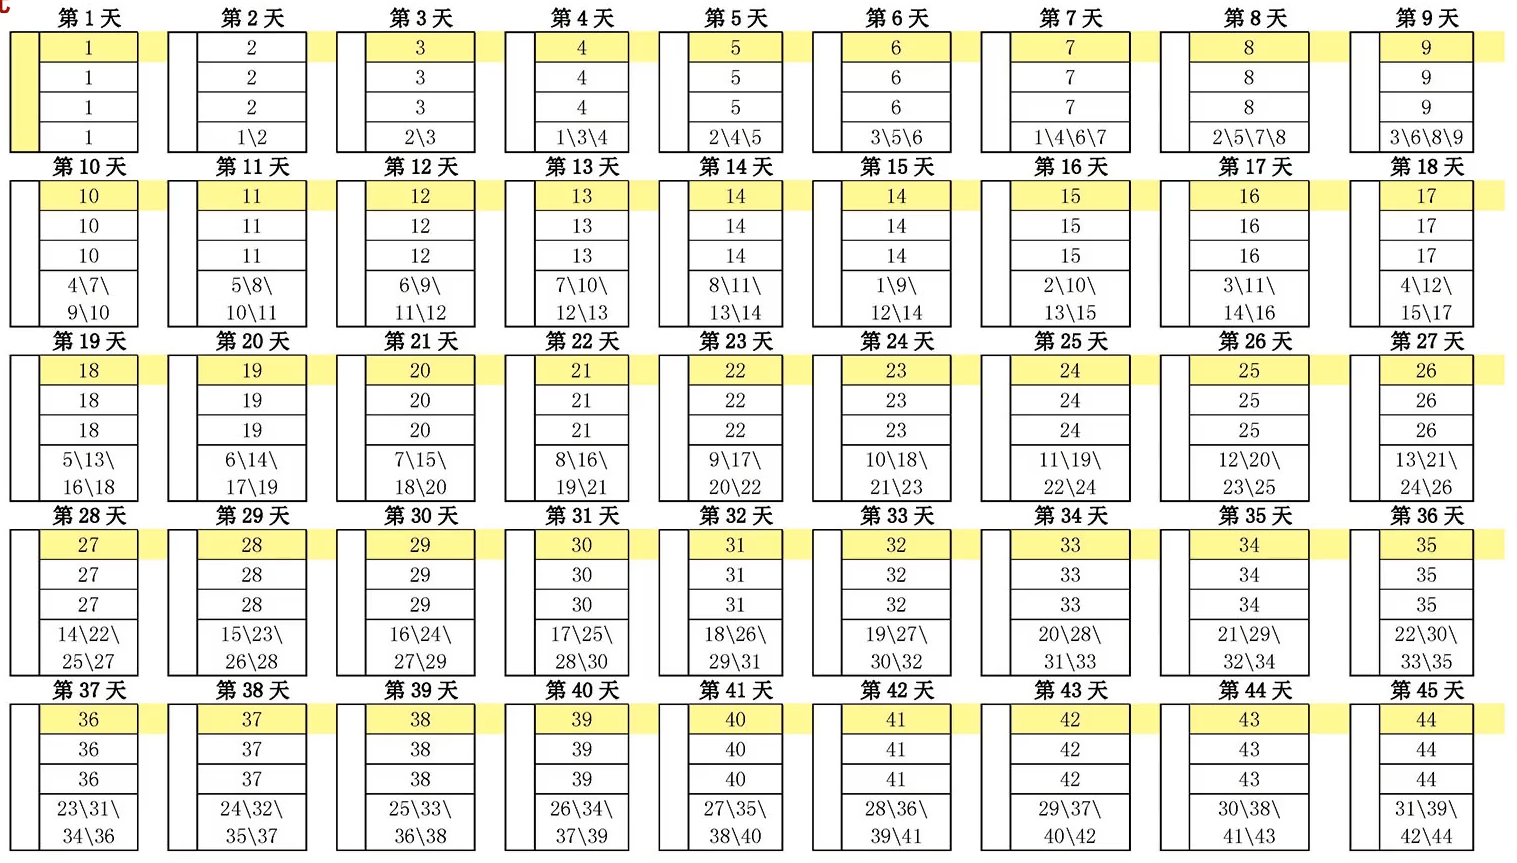 第 1 天 第 2 天 第 3 天 第 4 天 第 5 天 第 6 天 第 7 天 第 8 天 第 9 天
1 2 3 4 5 6 7 8 9
1 2 3 4 5 6 7 8 9
1 2 3 4 5 6 7 8 9
1 1\2 2\3 1\3\4 2\4\5 3\5\6 1\4\6\7 2\5\7\8 3\6\8\9
第 10 天 第 11 天 第 12 天 第 13 天 第 14 天 第 15 天 第 16 天 第 17 天 第 18 天
10 11 12 13 14 14 15 16 17
10 11 12 13 14 14 15 16 17
10 11 12 13 14 14 15 16 17
4\7\ 5\8\ 6\9\ 7\10\ 8\11\ 1\9\ 2\10\ 3\11\ 4\12\
9\10 10\11 11\12 12\13 13\14 12\14 13\15 14\16 15\17
第 19 天 第 20 天 第 21 天 第 22 天 第 23 天 第 24 天 第 25 天 第 26 天 第 27 天
18 19 20 21 22 23 24 25 26
18 19 20 21 22 23 24 25 26
18 19 20 21 22 23 24 25 26
5\13\ 6\14\ 7\15\ 8\16\ 9\17\ 10\18\ 11\19\ 12\20\ 13\21\
16\18 17\19 18\20 19\21 20\22 21\23 22\24 23\25 24\26
第 28 天 第 29 天 第 30 天 第 31 天 第 32 天 第 33 天 第 34 天 第 35 天 第 36 天
27 28 29 30 31 32 33 34 35
27 28 29 30 31 32 33 34 35
27 28 29 30 31 32 33 34 35
14\22\ 15\23\ 16\24\ 17\25\ 18\26\ 19\27\ 20\28\ 21\29\ 22\30\
25\27 26\28 27\29 28\30 29\31 30\32 31\33 32\34 33\35
第 37 天 第 38 天 第 39 天 第 40 天 第 41 天 第 42 天 第 43 天 第 44 天 第 45 天
36 37 38 39 40 41 42 43 44
36 37 38 39 40 41 42 43 44
36 37 38 39 40 41 42 43 44
23\31\ 24\32\ 25\33\ 26\34\ 27\35\ 28\36\ 29\37\ 30\38\ 31\39\
34\36 35\37 36\38 37\39 38\40 39\41 40\42 41\43 42\44